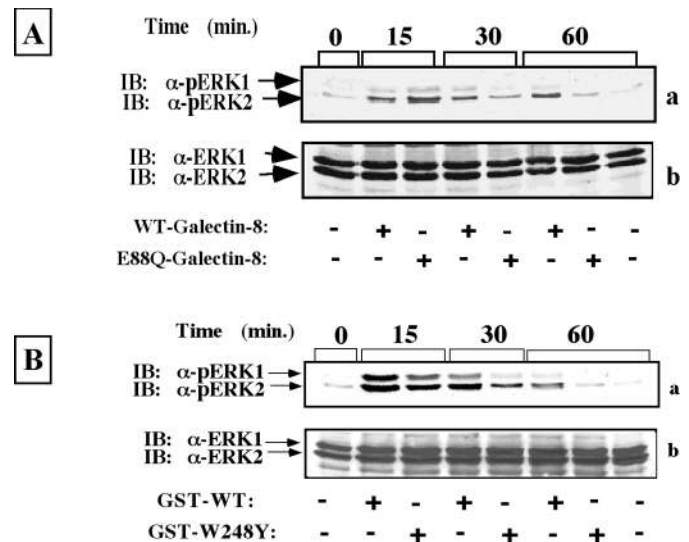 A
Time (min.) 0 15 30 60
IB: α-pERK1
IB: α-pERK2
a
IB: α-ERK1
IB: α-ERK2
b
WT-Galectin-8: - + - + - + - -
E88Q-Galectin-8: - - + - + - + -
B
Time (min.) 0 15 30 60
IB: α-pERK1
IB: α-pERK2
a
IB: α-ERK1
IB: α-ERK2
b
GST-WT: - + - + - + - -
GST-W248Y: - - + - + - + -